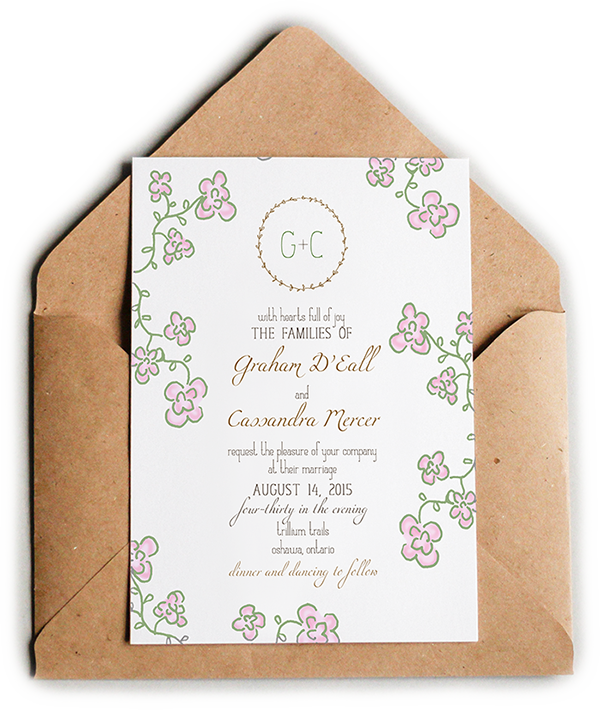 G+C
with hearts full of joy
THE FAMILIES OF
Graham D'Eall
and
Cassandra Mercer
request the pleasure of your company
at their marriage
AUGUST 14, 2015
four-thirty in the evening
trillium trails
oshawa, ontario
dinner and dancing to follow